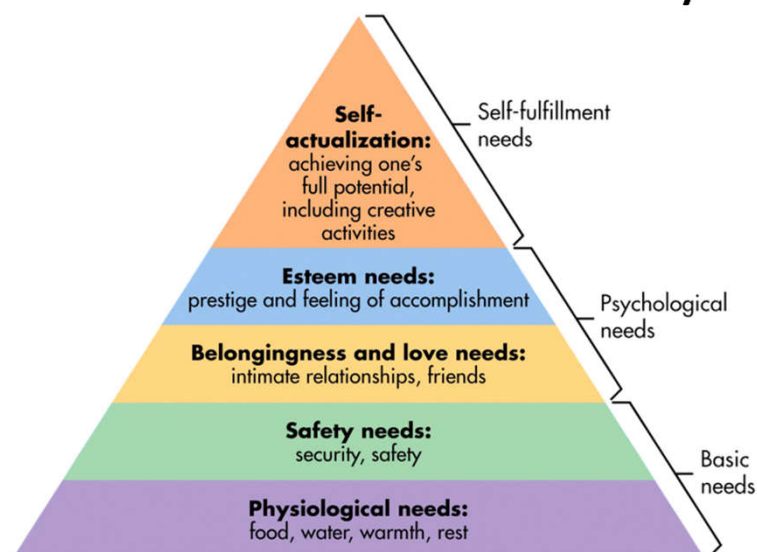 Self-
actualization:
achieving one's
full potential,
including creative
activities
Self-fulfillment
needs
Esteem needs:
prestige and feeling of accomplishment
Psychological
needs
Belongingness and love needs:
intimate relationships, friends
Safety needs:
security, safety
Basic
needs
Physiological needs:
food, water, warmth, rest